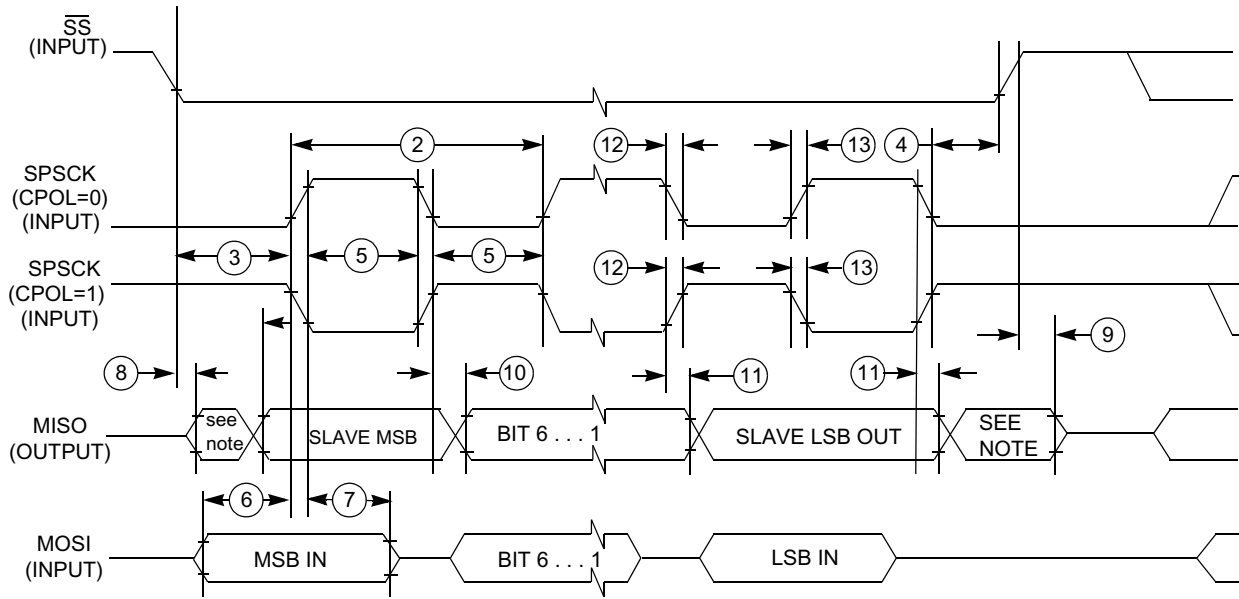 SS
(INPUT)
2
12
13
4
SPSCK
(CPOL=0)
(INPUT)
3
5
5
SPSCK
(CPOL=1)
(INPUT)
12
13
9
8
10
11
11
MISO
(OUTPUT)
see
note
SLAVE MSB
BIT 6 . . . 1
SLAVE LSB OUT
SEE
NOTE
6
7
MOSI
(INPUT)
MSB IN
BIT 6 . . . 1
LSB IN